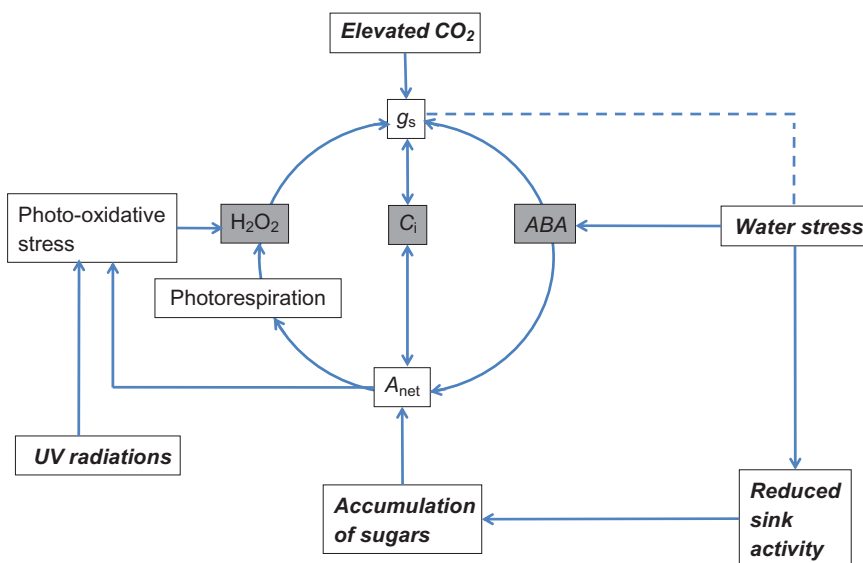 Elevated CO₂
gₛ
Photo-oxidative
stress
H₂O₂
Cᵢ
ABA
Water stress
Photorespiration
Aₙₑₜ
UV radiations
Accumulation
of sugars
Reduced
sink
activity